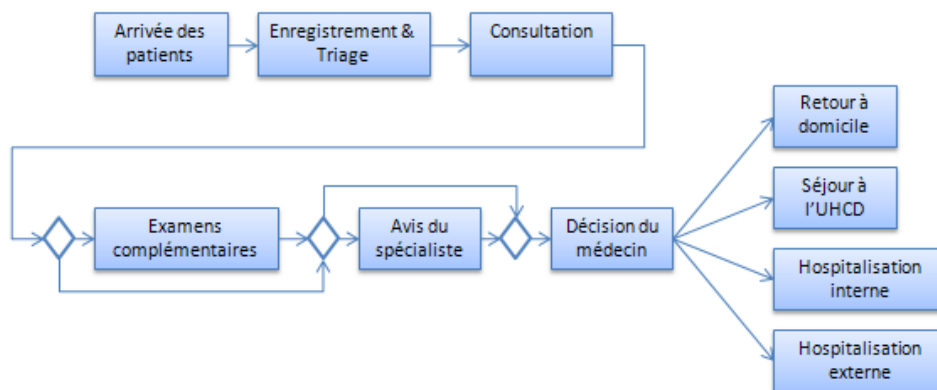 Arrivée des
patients
Enregistrement &
Triage
Consultation
Retour à
domicile
Séjour à
l'UHCD
Examens
complémentaires
Avis du
spécialiste
Décision du
médecin
Hospitalisation
interne
Hospitalisation
externe